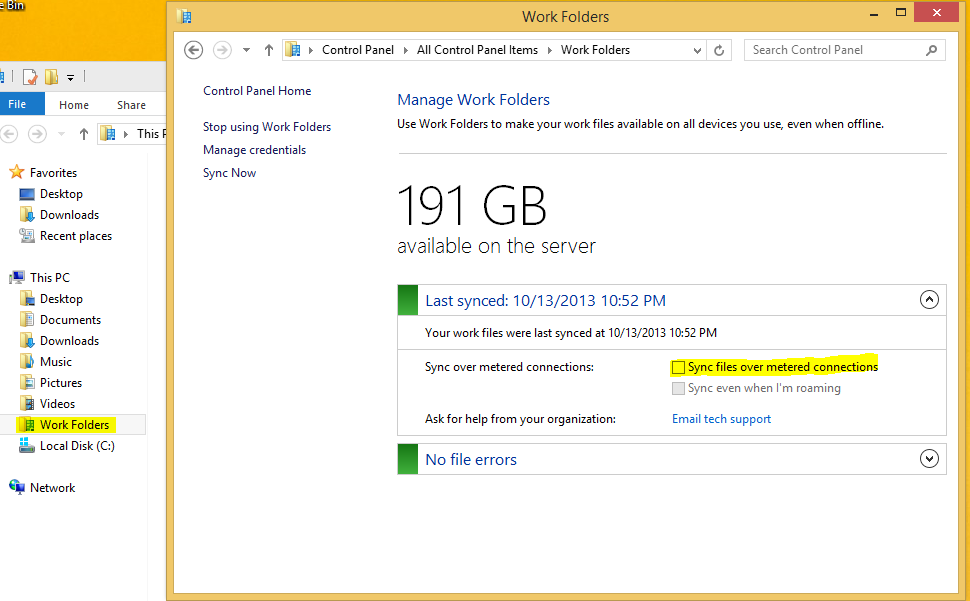 e Bin
Work Folders
Control Panel All Control Panel Items Work Folders
Search Control Panel
File Home Share
This P
Favorites
Desktop
Downloads
Recent places
This PC
Desktop
Documents
Downloads
Music
Pictures
Videos
Work Folders
Local Disk (C:)
Network
Control Panel Home
Stop using Work Folders
Manage credentials
Sync Now
Manage Work Folders
Use Work Folders to make your work files available on all devices you use, even when offline.
191 GB
available on the server
Last synced: 10/13/2013 10:52 PM
Your work files were last synced at 10/13/2013 10:52 PM
Sync over metered connections: Sync files over metered connections
Sync even when I'm roaming
Ask for help from your organization: Email tech support
No file errors